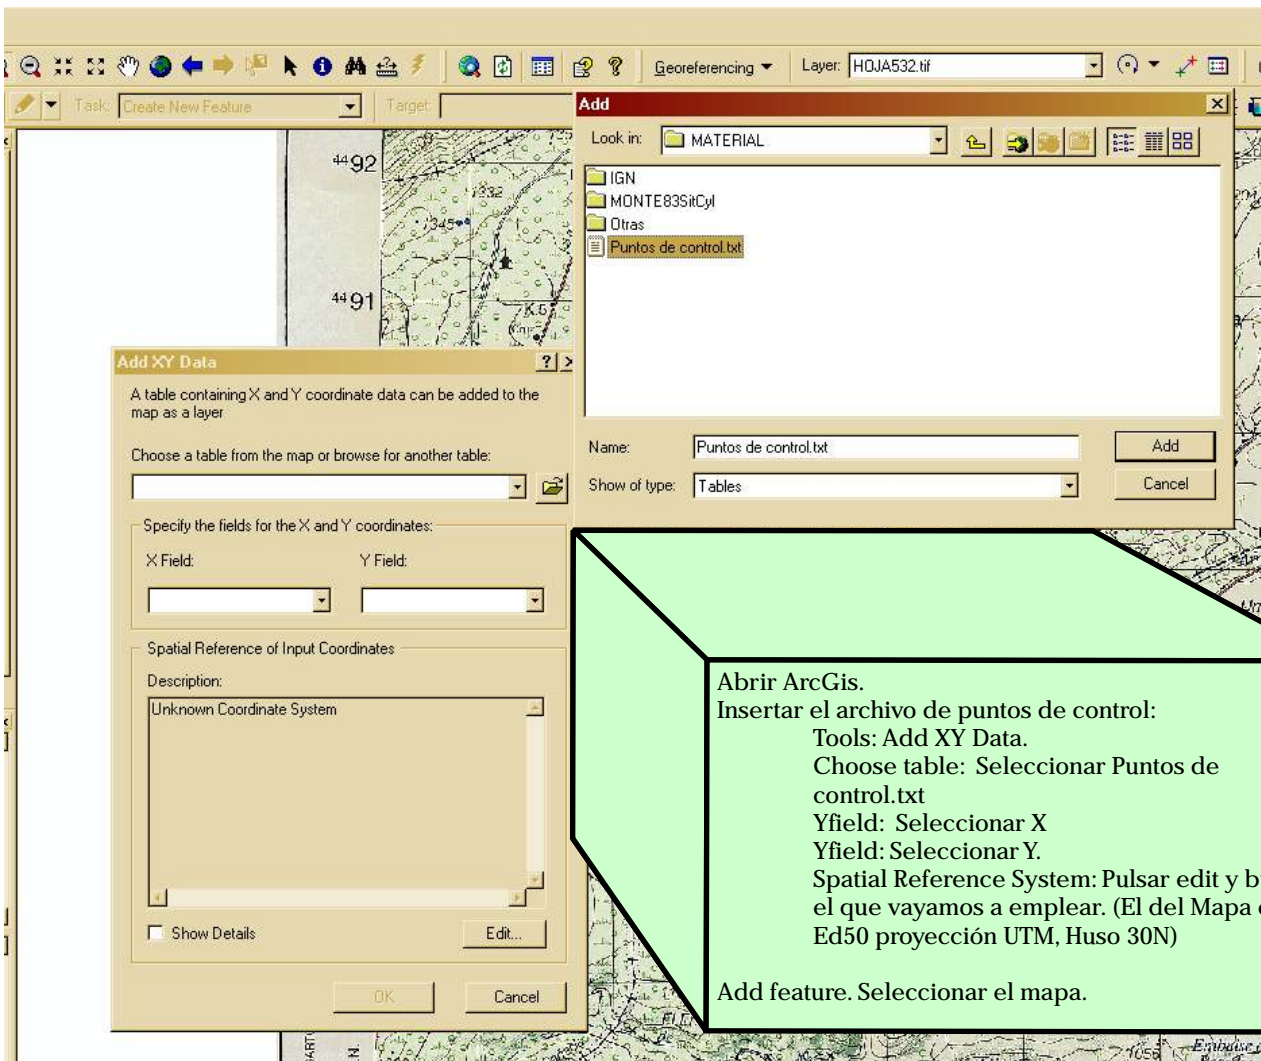 Georeferencing
Layer: HOJA532.tif
Task: Create New Feature
Target:
Add
Look in: MATERIAL
IGN
MONTE83SitCyl
Otras
Puntos de control.txt
Name: Puntos de control.txt
Add
Show of type: Tables
Cancel
4492
1332
1345
4491
K.5
Add XY Data
A table containing X and Y coordinate data can be added to the
map as a layer
Choose a table from the map or browse for another table:
Specify the fields for the X and Y coordinates:
X Field:
Y Field:
Spatial Reference of Input Coordinates
Description:
Unknown Coordinate System
Show Details
Edit...
OK
Cancel
Abrir ArcGis.
Insertar el archivo de puntos de control:
Tools: Add XY Data.
Choose table: Seleccionar Puntos de
control.txt
Yfield: Seleccionar X
Yfield: Seleccionar Y.
Spatial Reference System: Pulsar edit y b
el que vayamos a emplear. (El del Mapa
Ed50 proyección UTM, Huso 30N)
Add feature. Seleccionar el mapa.
Embalse